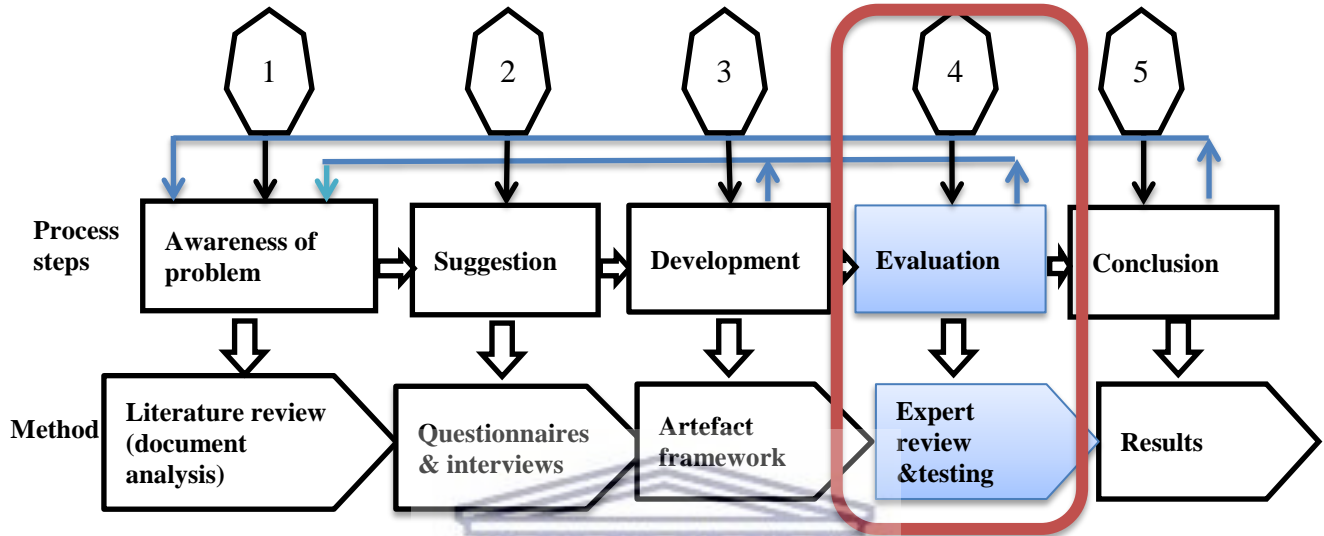 1
2
3
4
5
Process
steps
Awareness of
problem
Suggestion
Development
Evaluation
Conclusion
Method
Literature review
(document
analysis)
Questionnaires
& interviews
Artefact
framework
Expert
review
&testing
Results